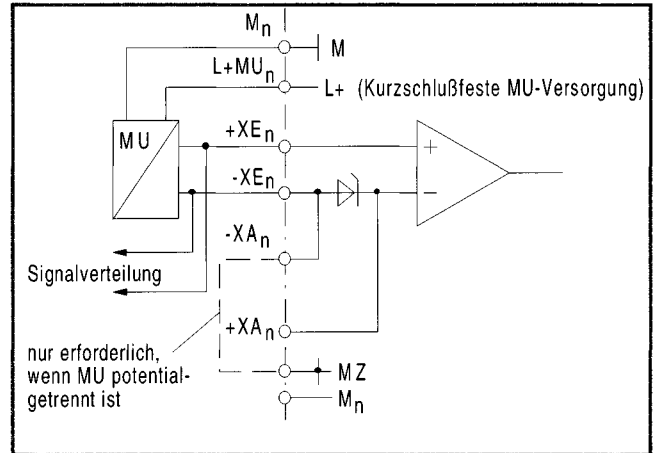 Mn
M
L+MUn
L+ (Kurzschlußfeste MU-Versorgung)
MU
+XEn
+
-XEn
−
-XAn
Signalverteilung
+XAn
nur erforderlich,
wenn MU potential-
getrennt ist
MZ
Mn